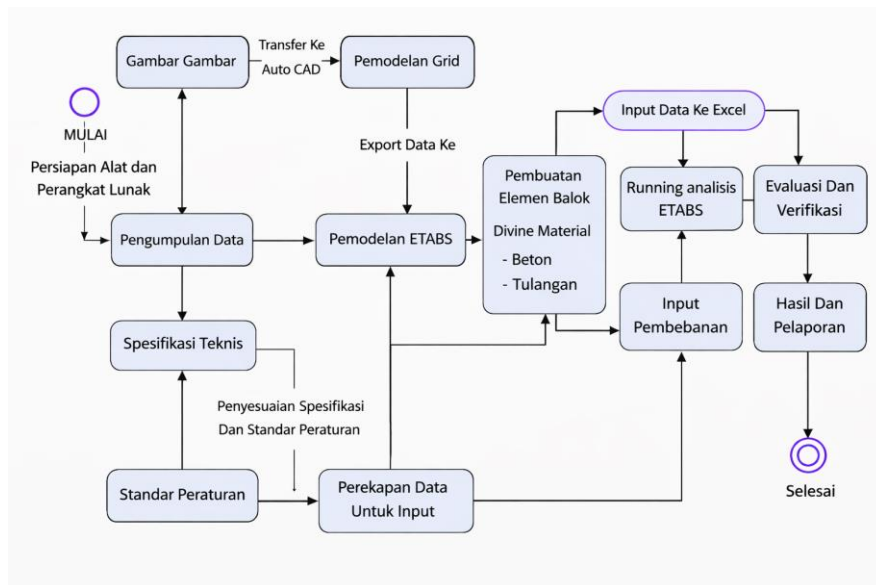 Gambar Gambar
Transfer Ke
Auto CAD
Pemodelan Grid
MULAI
Persiapan Alat dan
Perangkat Lunak
Export Data Ke
Input Data Ke Excel
Pembuatan
Elemen Balok
Divine Material
- Beton
- Tulangan
Running analisis
ETABS
Evaluasi Dan
Verifikasi
Pengumpulan Data
Pemodelan ETABS
Input
Pembebanan
Hasil Dan
Pelaporan
Spesifikasi Teknis
Penyesuaian Spesifikasi
Dan Standar Peraturan
Standar Peraturan
Perekapan Data
Untuk Input
Selesai